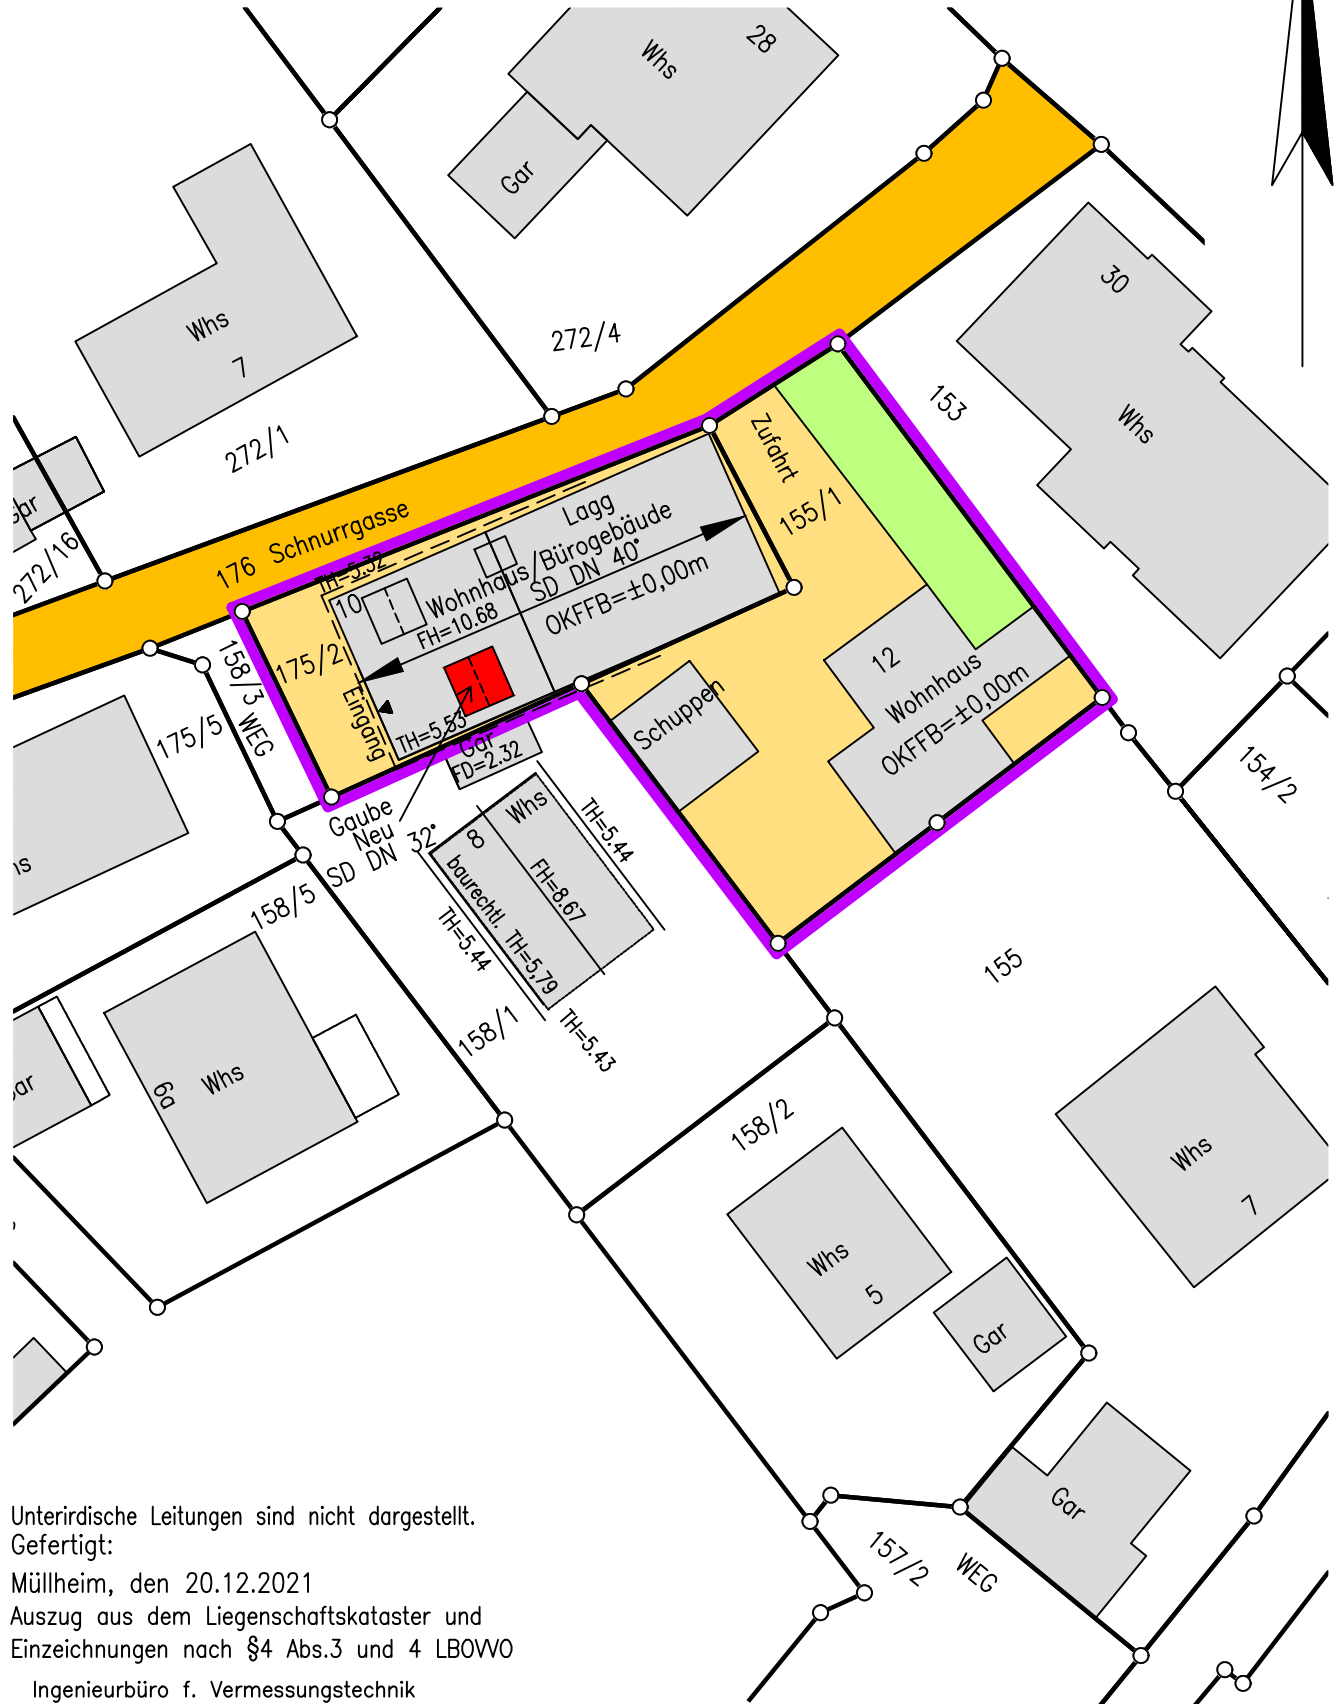 28
Whs
Gar
Whs
7
272/4
30
153
Whs
272/1
Zufahrt
155/1
Lagg
Wohnhaus/Bürogebäude
SD DN 40°
OKFFB=±0,00m
176 Schnurrgasse
TH=5.32
10
FH=10.68
272/16
175/2
158/3 WEG
Eingang
175/5
12
Wohnhaus
OKFFB=±0,00m
Schuppen
TH=5.53
Gar
FD=2.32
154/2
Gaube
Neu
SD DN 32°
8
Whs
TH=5.44
FH=8.67
baurechtl. TH=5,79
TH=5.44
TH=5.43
158/5
155
158/1
6a
Whs
158/2
Whs
7
Whs
5
Gar
Gar
157/2
WEG
Unterirdische Leitungen sind nicht dargestellt.
Gefertigt:
Müllheim, den 20.12.2021
Auszug aus dem Liegenschaftskataster und
Einzeichnungen nach §4 Abs.3 und 4 LBOVVO
Ingenieurbüro f. Vermessungstechnik